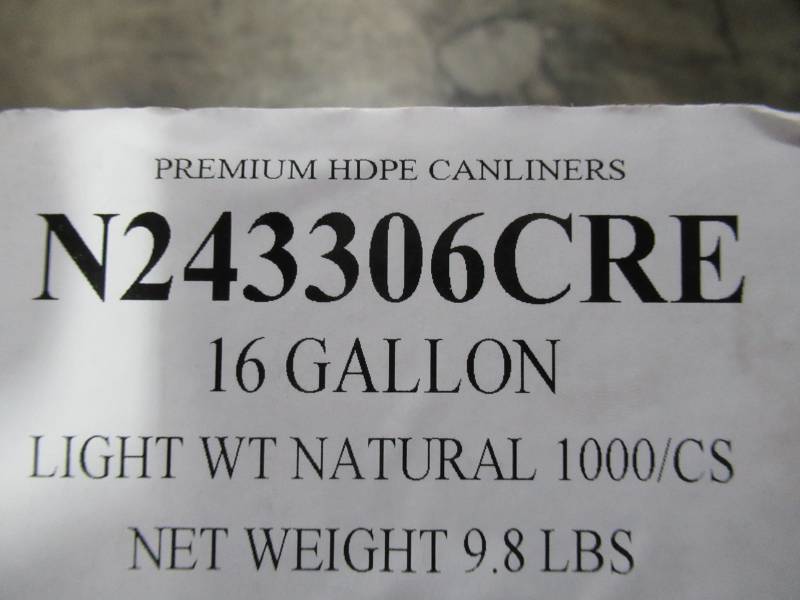 PREMIUM HDPE CANLINERS
N243306CRE
16 GALLON
LIGHT WT NATURAL 1000/CS
NET WEIGHT 9.8 LBS